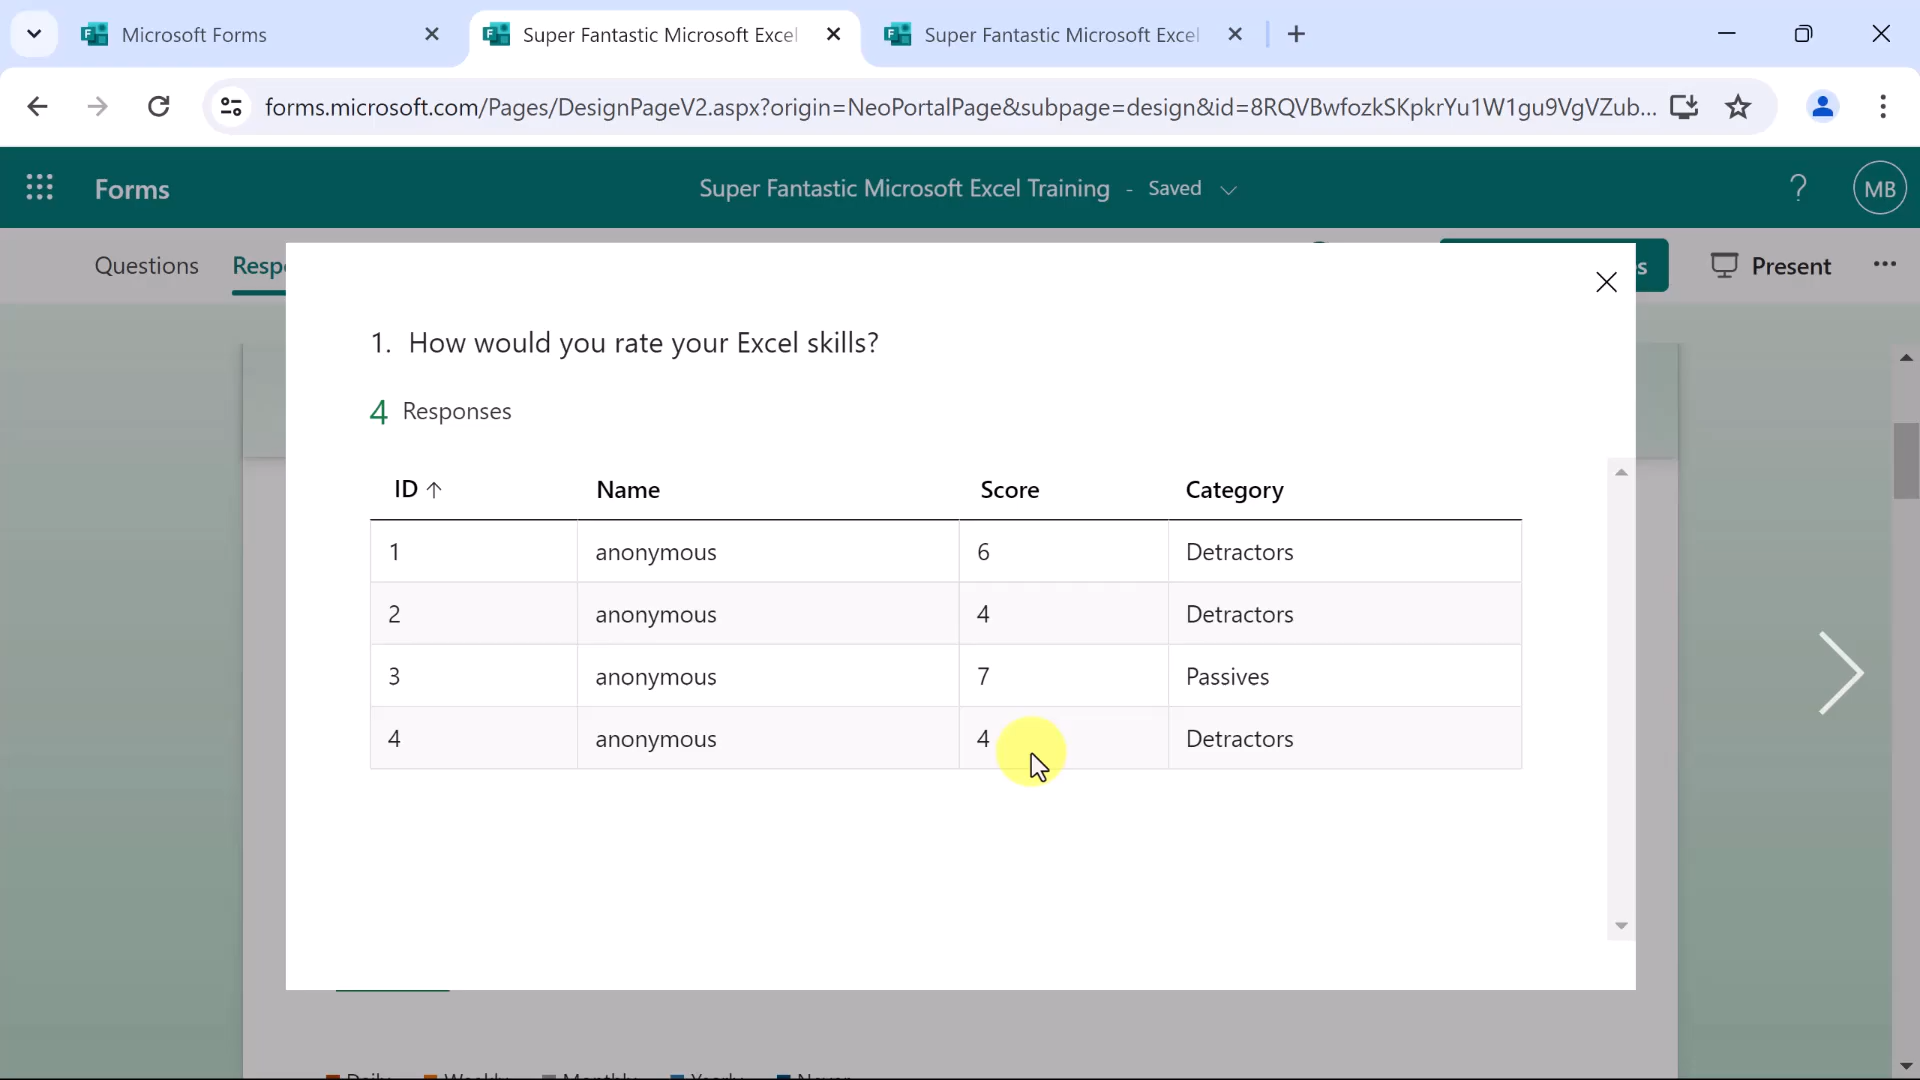 Microsoft Forms
Super Fantastic Microsoft Excel
Super Fantastic Microsoft Excel
forms.microsoft.com/Pages/DesignPageV2.aspx?origin=NeoPortalPage&subpage=design&id=8RQVBwfozkSKpkrYu1W1gu9VgVZub...
Forms
Super Fantastic Microsoft Excel Training - Saved
? MB
Questions
Present
1. How would you rate your Excel skills?
4 Responses
ID Name Score Category
1 anonymous 6 Detractors
2 anonymous 4 Detractors
3 anonymous 7 Passives
4 anonymous 4 Detractors